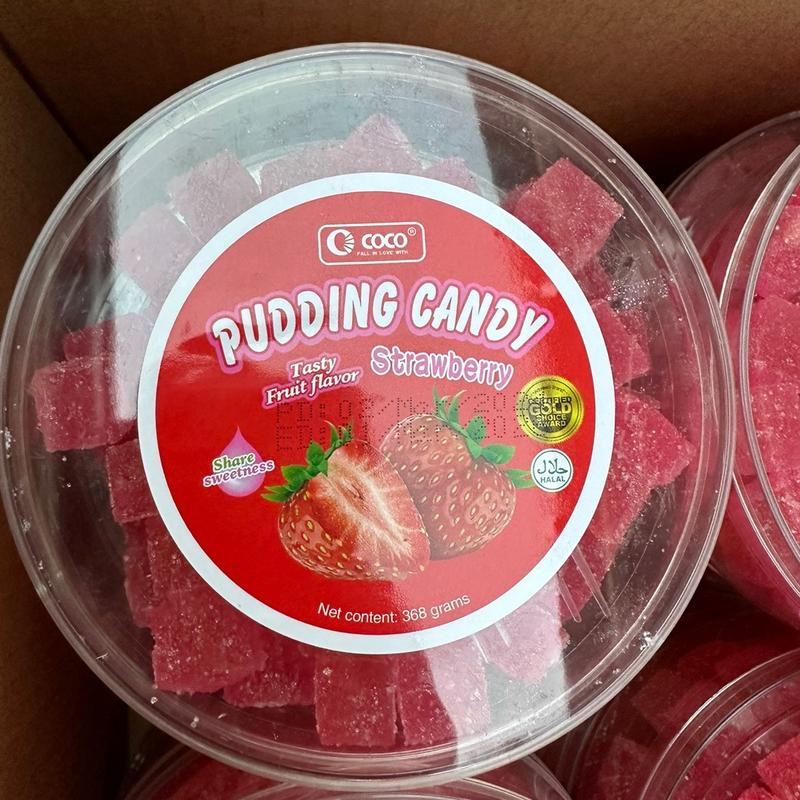 COCO®
FALL IN LOVE WITH
PUDDING CANDY
Strawberry
Tasty
Fruit flavor
GOLD
CHOICE
AWARD
Share
sweetness
حلال
HALAL
Net content: 368 grams